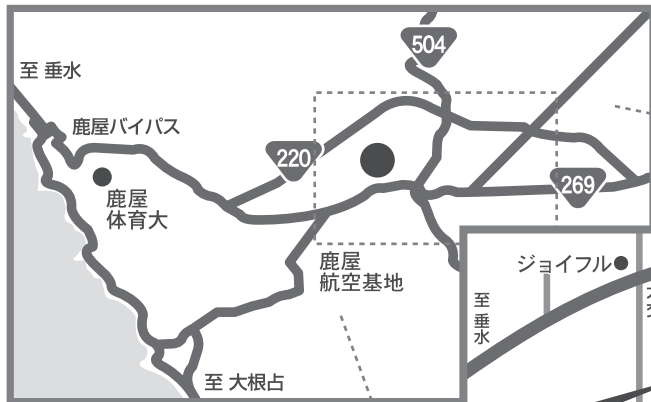 504
至 垂水
鹿屋バイパス
220
鹿屋
体育大
269
鹿屋
航空基地
ジョイフル
至 垂水
至 大根占